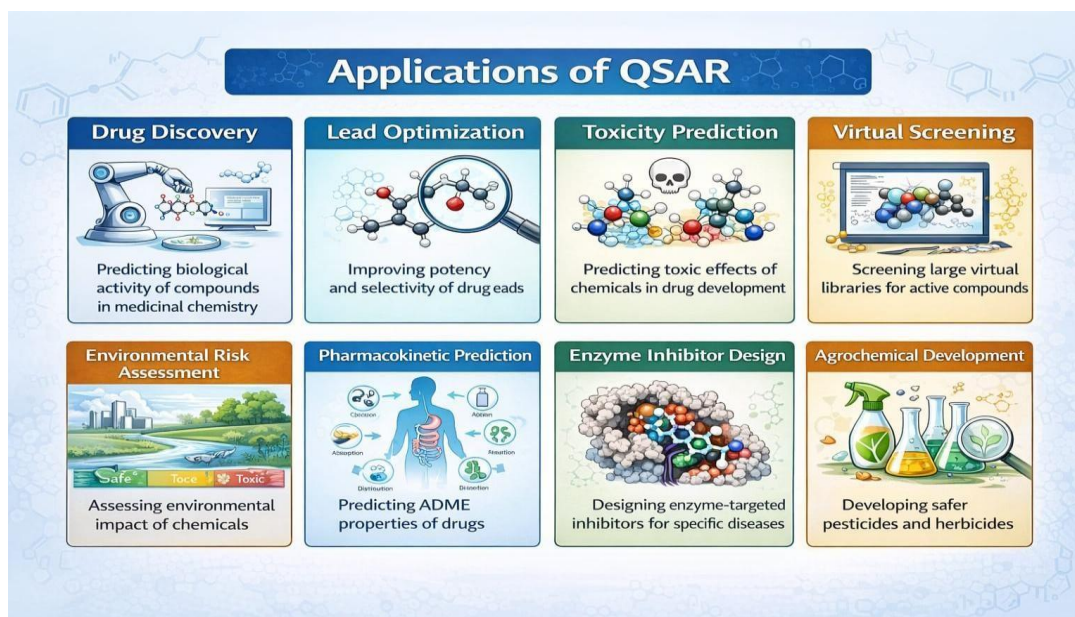 Applications of QSAR
Drug Discovery
Predicting biological
activity of compounds
in medicinal chemistry
Lead Optimization
Improving potency
and selectivity of drug eads
Toxicity Prediction
Predicting toxic effects of
chemicals in drug development
Virtual Screening
Screening large virtual
libraries for active compounds
Environmental Risk
Assessment
Safe Toce Toxic
Assessing environmental
impact of chemicals
Pharmacokinetic Prediction
Absorption
Predicting ADME
properties of drugs
Enzyme Inhibitor Design
Designing enzyme-targeted
inhibitors for specific diseases
Agrochemical Development
Developing safer
pesticides and herbicides